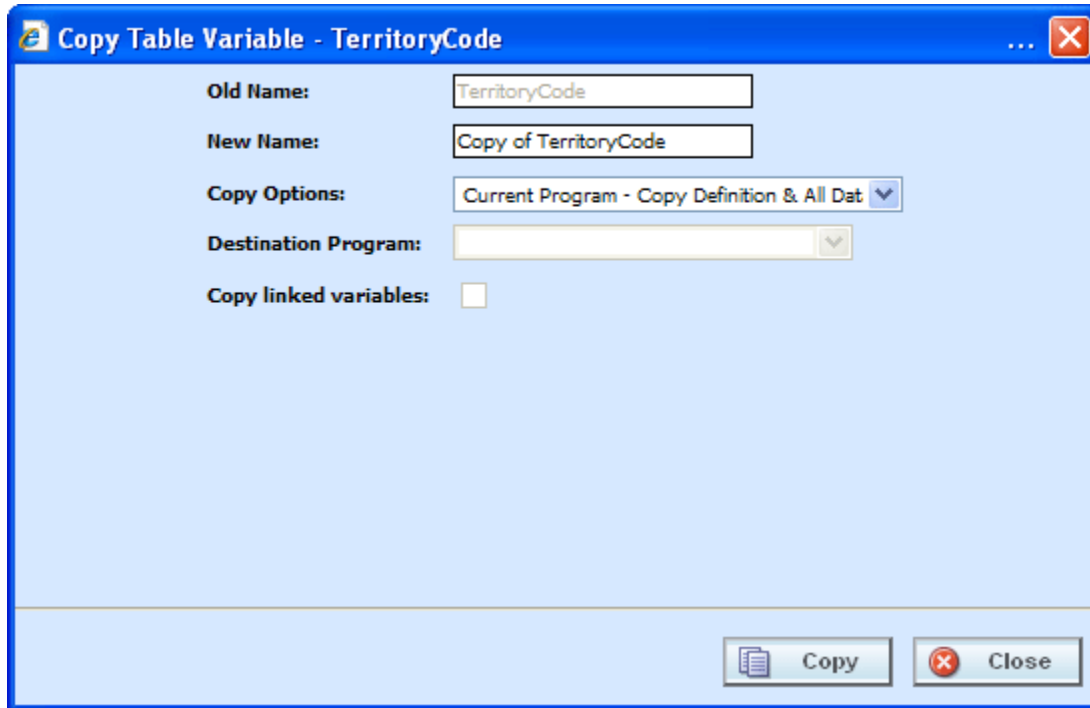 Copy Table Variable - TerritoryCode ...
Old Name: TerritoryCode
New Name: Copy of TerritoryCode
Copy Options: Current Program - Copy Definition & All Dat
Destination Program:
Copy linked variables:
Copy Close